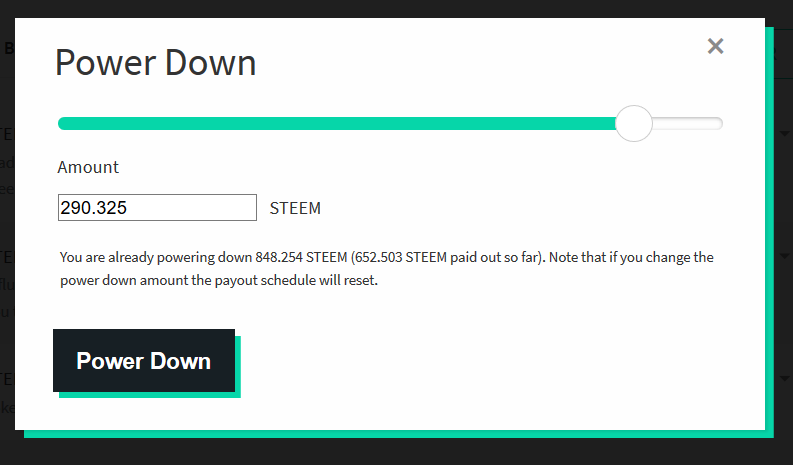 Power Down
×
Amount
290.325 STEEM
You are already powering down 848.254 STEEM (652.503 STEEM paid out so far). Note that if you change the
power down amount the payout schedule will reset.
Power Down